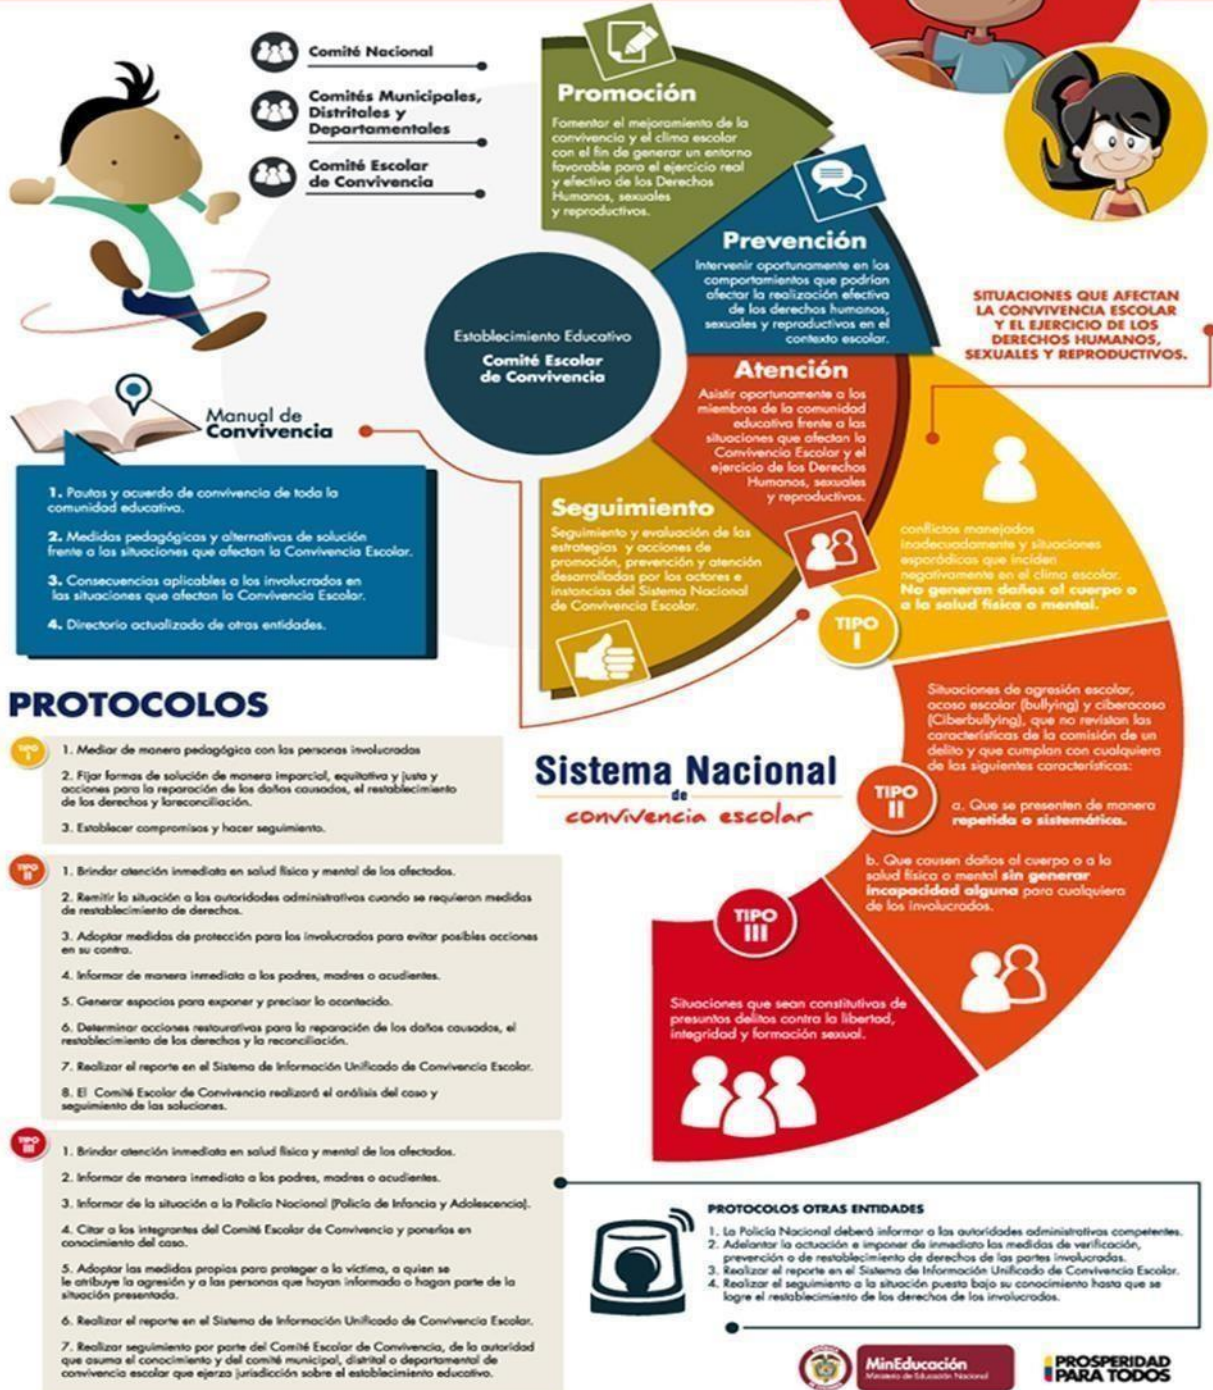 Comité Nacional
Comités Municipales,
Distritales y
Departamentales
Comité Escolar
de Convivencia
Promoción
Fomentar el mejoramiento de la
convivencia y el clima escolar
con el fin de generar un entorno
favorable para el ejercicio real
y efectivo de los Derechos
Humanos, sexuales
y reproductivos.
Prevención
Intervenir oportunamente en los
comportamientos que podrían
afectar la realización efectiva
de los derechos humanos,
sexuales y reproductivos en el
contexto escolar.
Establecimiento Educativo
Comité Escolar
de Convivencia
Atención
Asistir oportunamente a los
miembros de la comunidad
educativa frente a las
situaciones que afectan la
Convivencia Escolar y el
ejercicio de los Derechos
Humanos, sexuales
y reproductivos.
Seguimiento
Seguimiento y evaluación de las
estrategias y acciones de
promoción, prevención y atención
desarrolladas por los actores e
instancias del Sistema Nacional
de Convivencia Escolar.
SITUACIONES QUE AFECTAN
LA CONVIVENCIA ESCOLAR
Y EL EJERCICIO DE LOS
DERECHOS HUMANOS,
SEXUALES Y REPRODUCTIVOS.
Manual de
Convivencia
1. Pautas y acuerdo de convivencia de toda la
comunidad educativa.
2. Medidas pedagógicas y alternativas de solución
frente a las situaciones que afectan la Convivencia Escolar.
3. Consecuencias aplicables a los involucrados en
las situaciones que afectan la Convivencia Escolar.
4. Directorio actualizado de otras entidades.
TIPO
I
conflictos manejados
inadecuadamente y situaciones
esporádicas que inciden
negativamente en el clima escolar.
No generan daños al cuerpo o
a la salud física o mental.
TIPO
II
Situaciones de agresión escolar,
acoso escolar (bullying) y ciberacoso
(Ciberbullying), que no revistan las
características de la comisión de un
delito y que cumplan con cualquiera
de las siguientes características:
a. Que se presenten de manera
repetida o sistemática.
b. Que causen daños al cuerpo o a la
salud física o mental sin generar
incapacidad alguna para cualquiera
de los involucrados.
TIPO
III
Situaciones que sean constitutivas de
presuntos delitos contra la libertad,
integridad y formación sexual.
Sistema Nacional
de
convivencia escolar
PROTOCOLOS
TIPO
I
1. Mediar de manera pedagógica con las personas involucradas
2. Fijar formas de solución de manera imparcial, equitativa y justa y
acciones para la reparación de los daños causados, el restablecimiento
de los derechos y lareconciliación.
3. Establecer compromisos y hacer seguimiento.
TIPO
II
1. Brindar atención inmediata en salud física y mental de los afectados.
2. Remitir la situación a las autoridades administrativas cuando se requieran medidas
de restablecimiento de derechos.
3. Adoptar medidas de protección para los involucrados para evitar posibles acciones
en su contra.
4. Informar de manera inmediata a los padres, madres o acudientes.
5. Generar espacios para exponer y precisar lo acontecido.
6. Determinar acciones restaurativas para la reparación de los daños causados, el
restablecimiento de los derechos y la reconciliación.
7. Realizar el reporte en el Sistema de Información Unificado de Convivencia Escolar.
8. El Comité Escolar de Convivencia realizará el análisis del caso y
seguimiento de las soluciones.
TIPO
III
1. Brindar atención inmediata en salud física y mental de los afectados.
2. Informar de manera inmediata a los padres, madres o acudientes.
3. Informar de la situación a la Policía Nacional (Policía de Infancia y Adolescencia).
4. Citar a los integrantes del Comité Escolar de Convivencia y ponerlos en
conocimiento del caso.
5. Adoptar las medidas propias para proteger a la víctima, a quien se
le atribuye la agresión y a las personas que hayan informado o hagan parte de la
situación presentada.
6. Realizar el reporte en el Sistema de Información Unificado de Convivencia Escolar.
7. Realizar seguimiento por parte del Comité Escolar de Convivencia, de la autoridad
que asuma el conocimiento y del comité municipal, distrital o departamental de
convivencia escolar que ejerza jurisdicción sobre el establecimiento educativo.
PROTOCOLOS OTRAS ENTIDADES
1. La Policía Nacional deberá informar a las autoridades administrativas competentes.
2. Adelantar la actuación e imponer de inmediato las medidas de verificación,
prevención o de restablecimiento de derechos de las partes involucradas.
3. Realizar el reporte en el Sistema de Información Unificado de Convivencia Escolar.
4. Realizar el seguimiento a la situación puesta bajo su conocimiento hasta que se
logre el restablecimiento de los derechos de los involucrados.
MinEducación
Ministerio de Educación Nacional
PROSPERIDAD
PARA TODOS